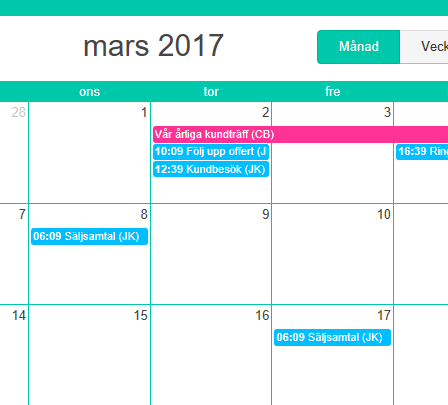 mars 2017
Månad
Veck
ons
tor
fre
28
1
2
3
Vår årliga kundträff (CB)
10:09 Följ upp offert (J
16:39 Ring
12:39 Kundbesök (JK)
7
8
9
10
06:09 Säljsamtal (JK)
14
15
16
17
06:09 Säljsamtal (JK)